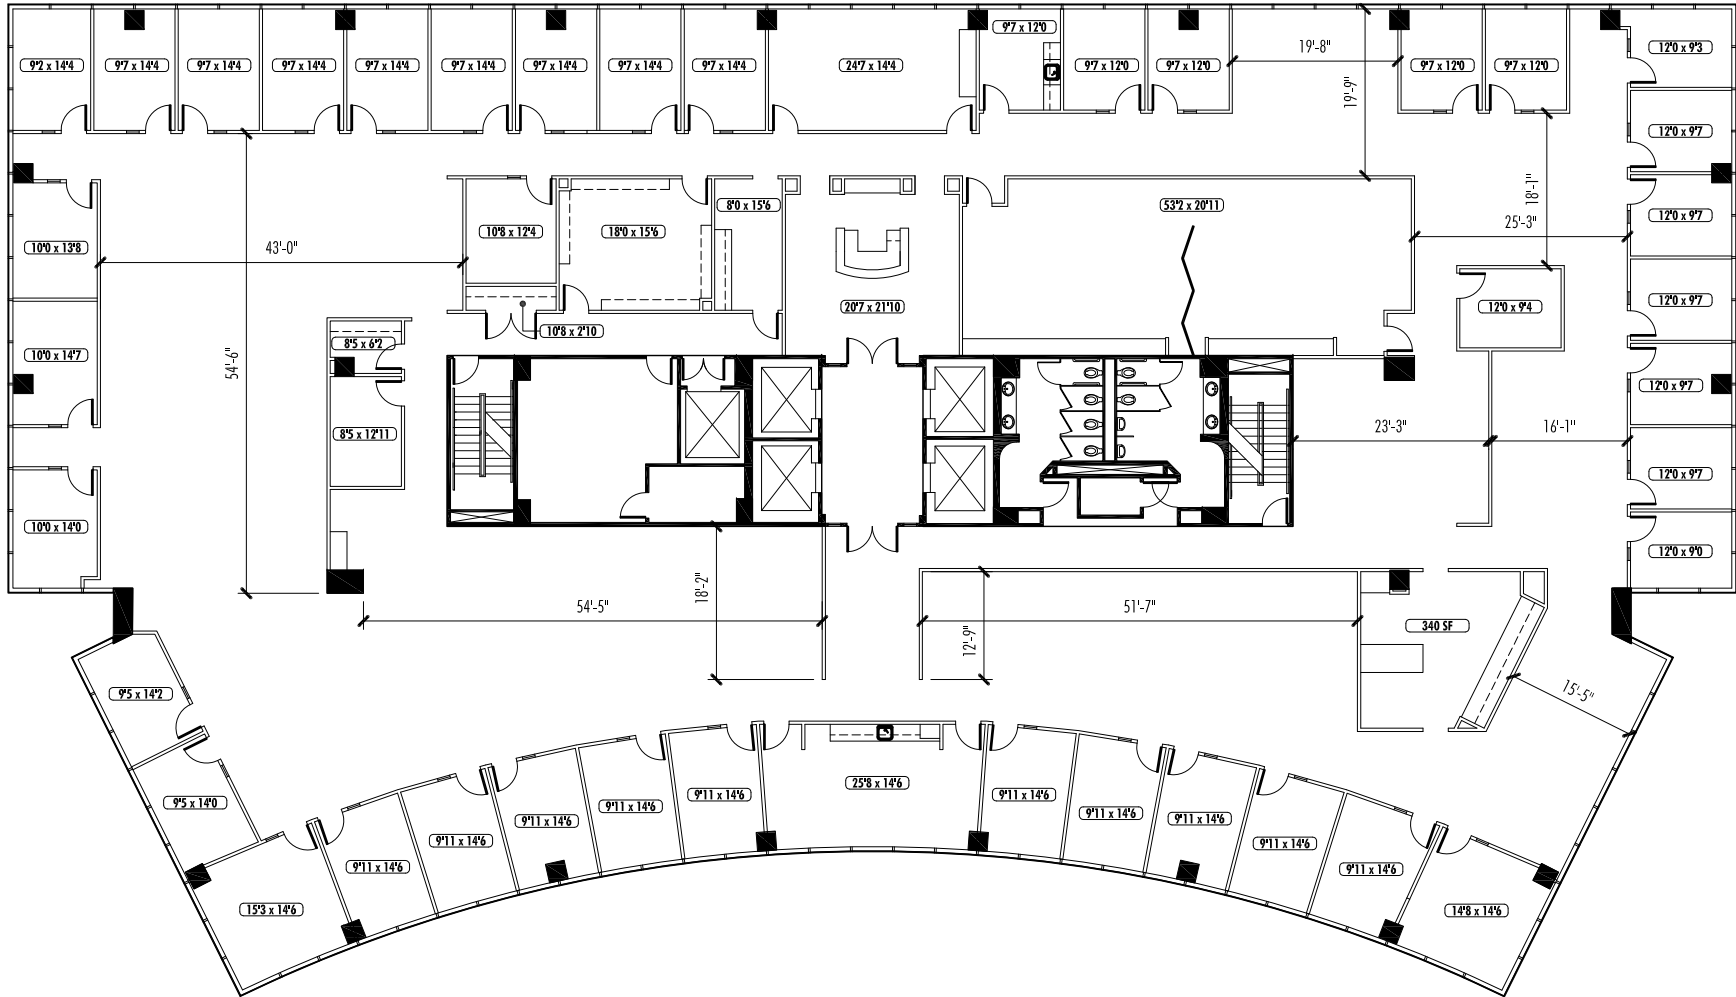 9'2 x 14'4
9'7 x 14'4
9'7 x 14'4
9'7 x 14'4
9'7 x 14'4
9'7 x 14'4
9'7 x 14'4
9'7 x 14'4
9'7 x 14'4
24'7 x 14'4
9'7 x 12'0
9'7 x 12'0
9'7 x 12'0
19'-8"
19'-9"
9'7 x 12'0
9'7 x 12'0
12'0 x 9'3
12'0 x 9'7
18'-1"
25'-3"
12'0 x 9'7
10'0 x 13'8
43'-0"
10'8 x 12'4
18'0 x 15'6
8'0 x 15'6
53'2 x 20'11
20'7 x 21'10
12'0 x 9'4
12'0 x 9'7
10'8 x 2'10
8'5 x 6'2
10'0 x 14'7
54'-6"
12'0 x 9'7
8'5 x 12'11
23'-3"
16'-1"
12'0 x 9'7
10'0 x 14'0
12'0 x 9'0
18'-2"
54'-5"
12'-9"
51'-7"
340 SF
15'-5"
9'5 x 14'2
9'5 x 14'0
15'3 x 14'6
9'11 x 14'6
9'11 x 14'6
9'11 x 14'6
9'11 x 14'6
9'11 x 14'6
25'8 x 14'6
9'11 x 14'6
9'11 x 14'6
9'11 x 14'6
9'11 x 14'6
9'11 x 14'6
14'8 x 14'6